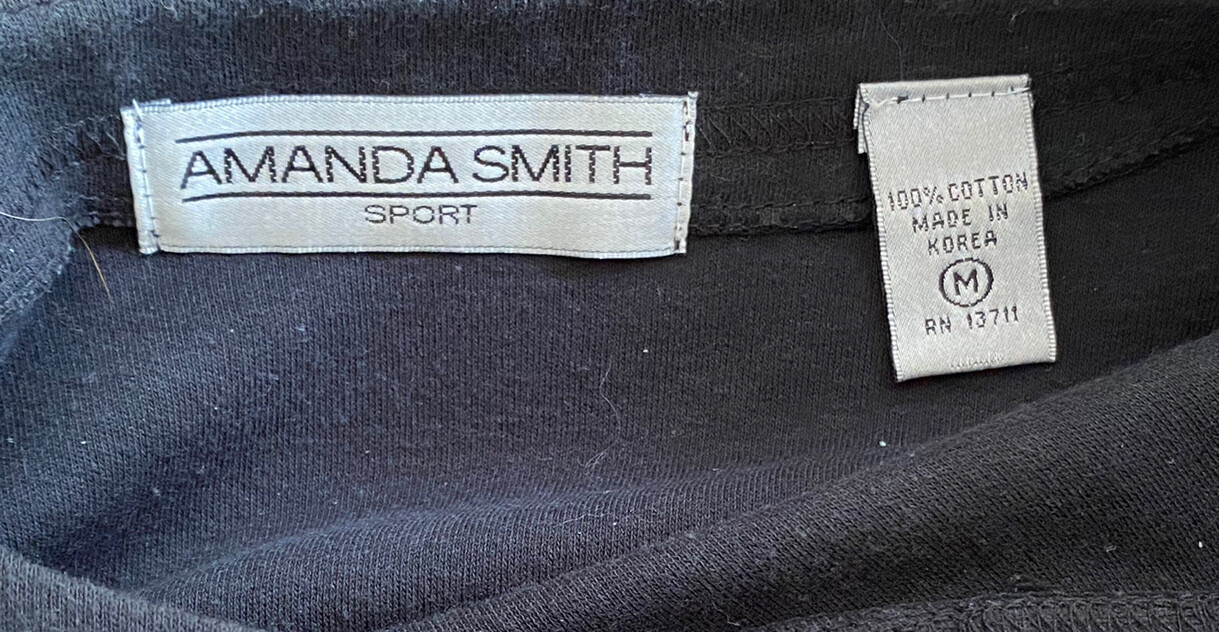 AMANDA SMITH
SPORT
100% COTTON
MADE IN
KOREA
M
RN 13711